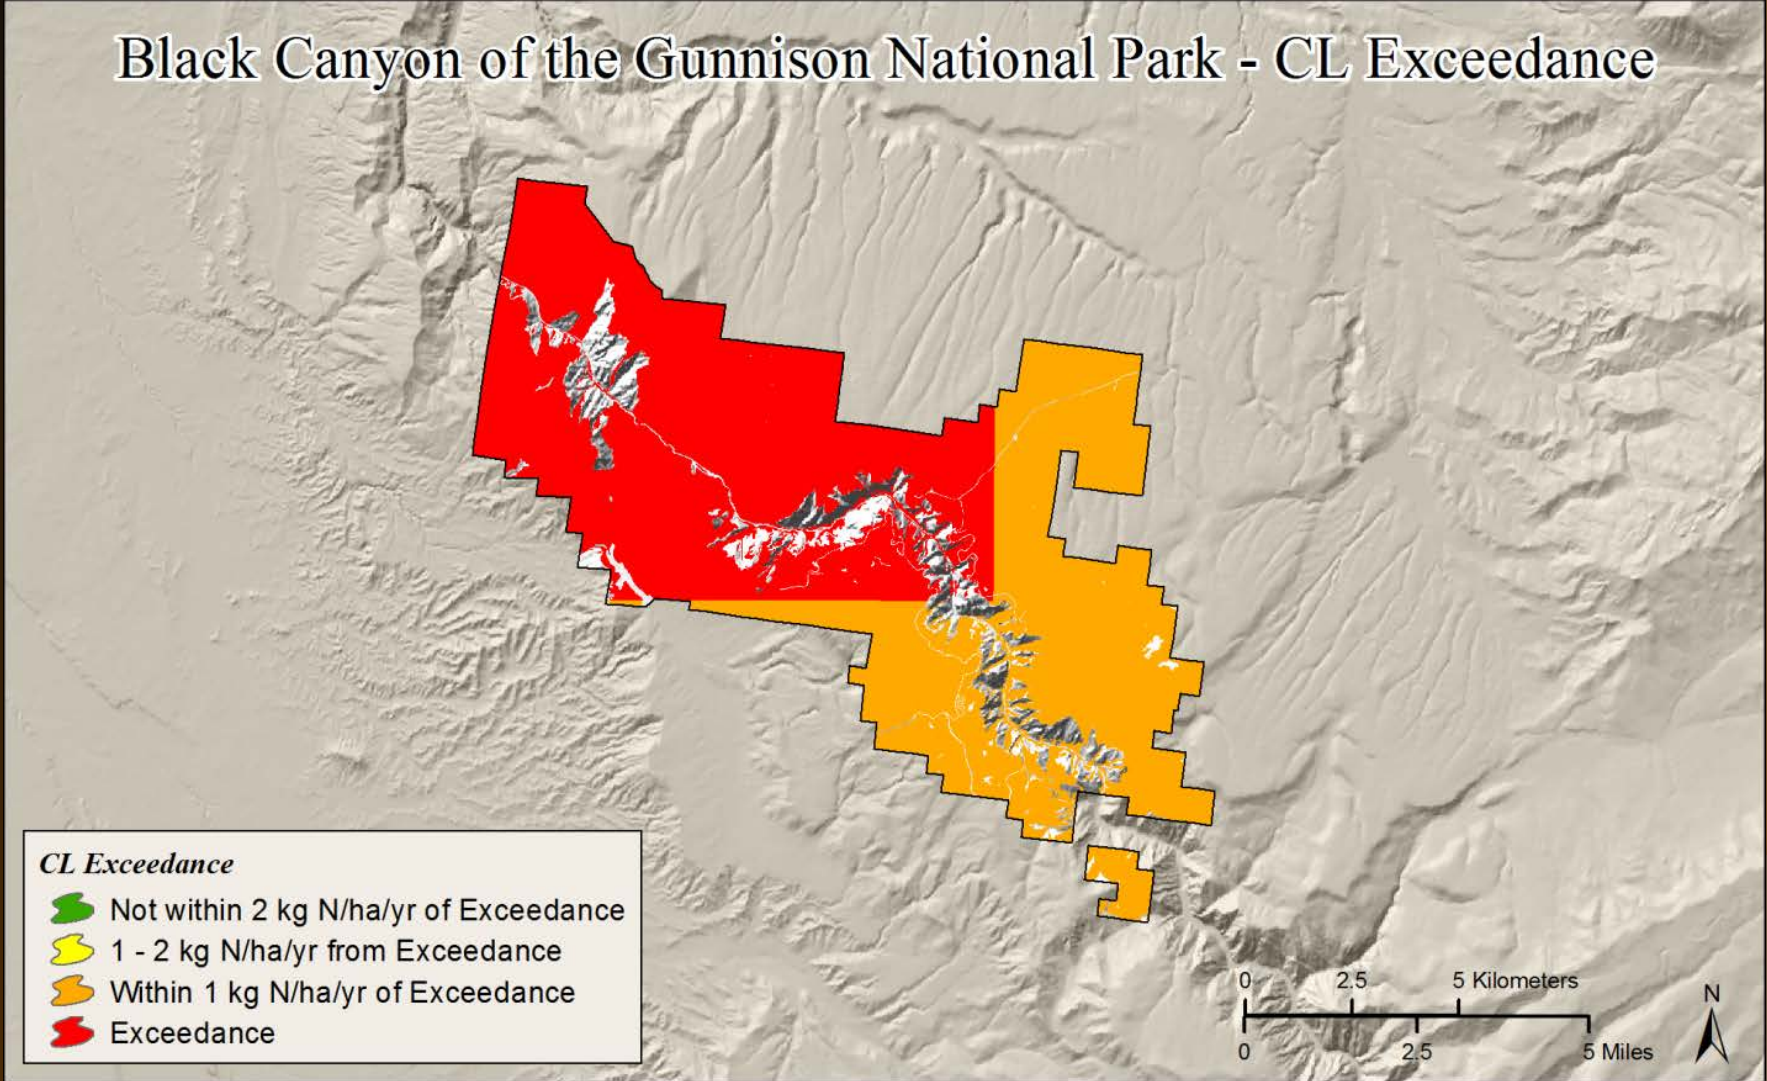 Black Canyon of the Gunnison National Park - CL Exceedance
CL Exceedance
Not within 2 kg N/ha/yr of Exceedance
1 - 2 kg N/ha/yr from Exceedance
Within 1 kg N/ha/yr of Exceedance
Exceedance
0 2.5 5 Kilometers
0 2.5 5 Miles
N